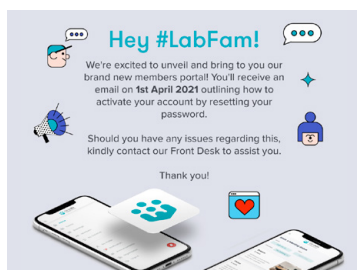 Hey #LabFam!
We're excited to unveil and bring to you our
brand new members portal! You'll receive an
email on 1st April 2021 outlining how to
activate your account by resetting your
password.
Should you have any issues regarding this,
kindly contact our Front Desk to assist you.
Thank you!